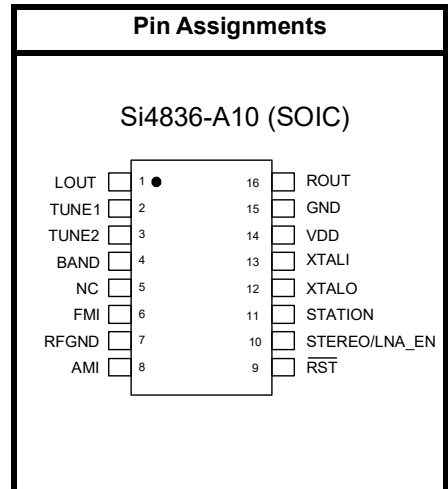 Pin Assignments
Si4836-A10 (SOIC)
LOUT 1 16 ROUT
TUNE1 2 15 GND
TUNE2 3 14 VDD
BAND 4 13 XTALI
NC 5 12 XTALO
FMI 6 11 STATION
RFGND 7 10 STEREO/LNA_EN
AMI 8 9 RST